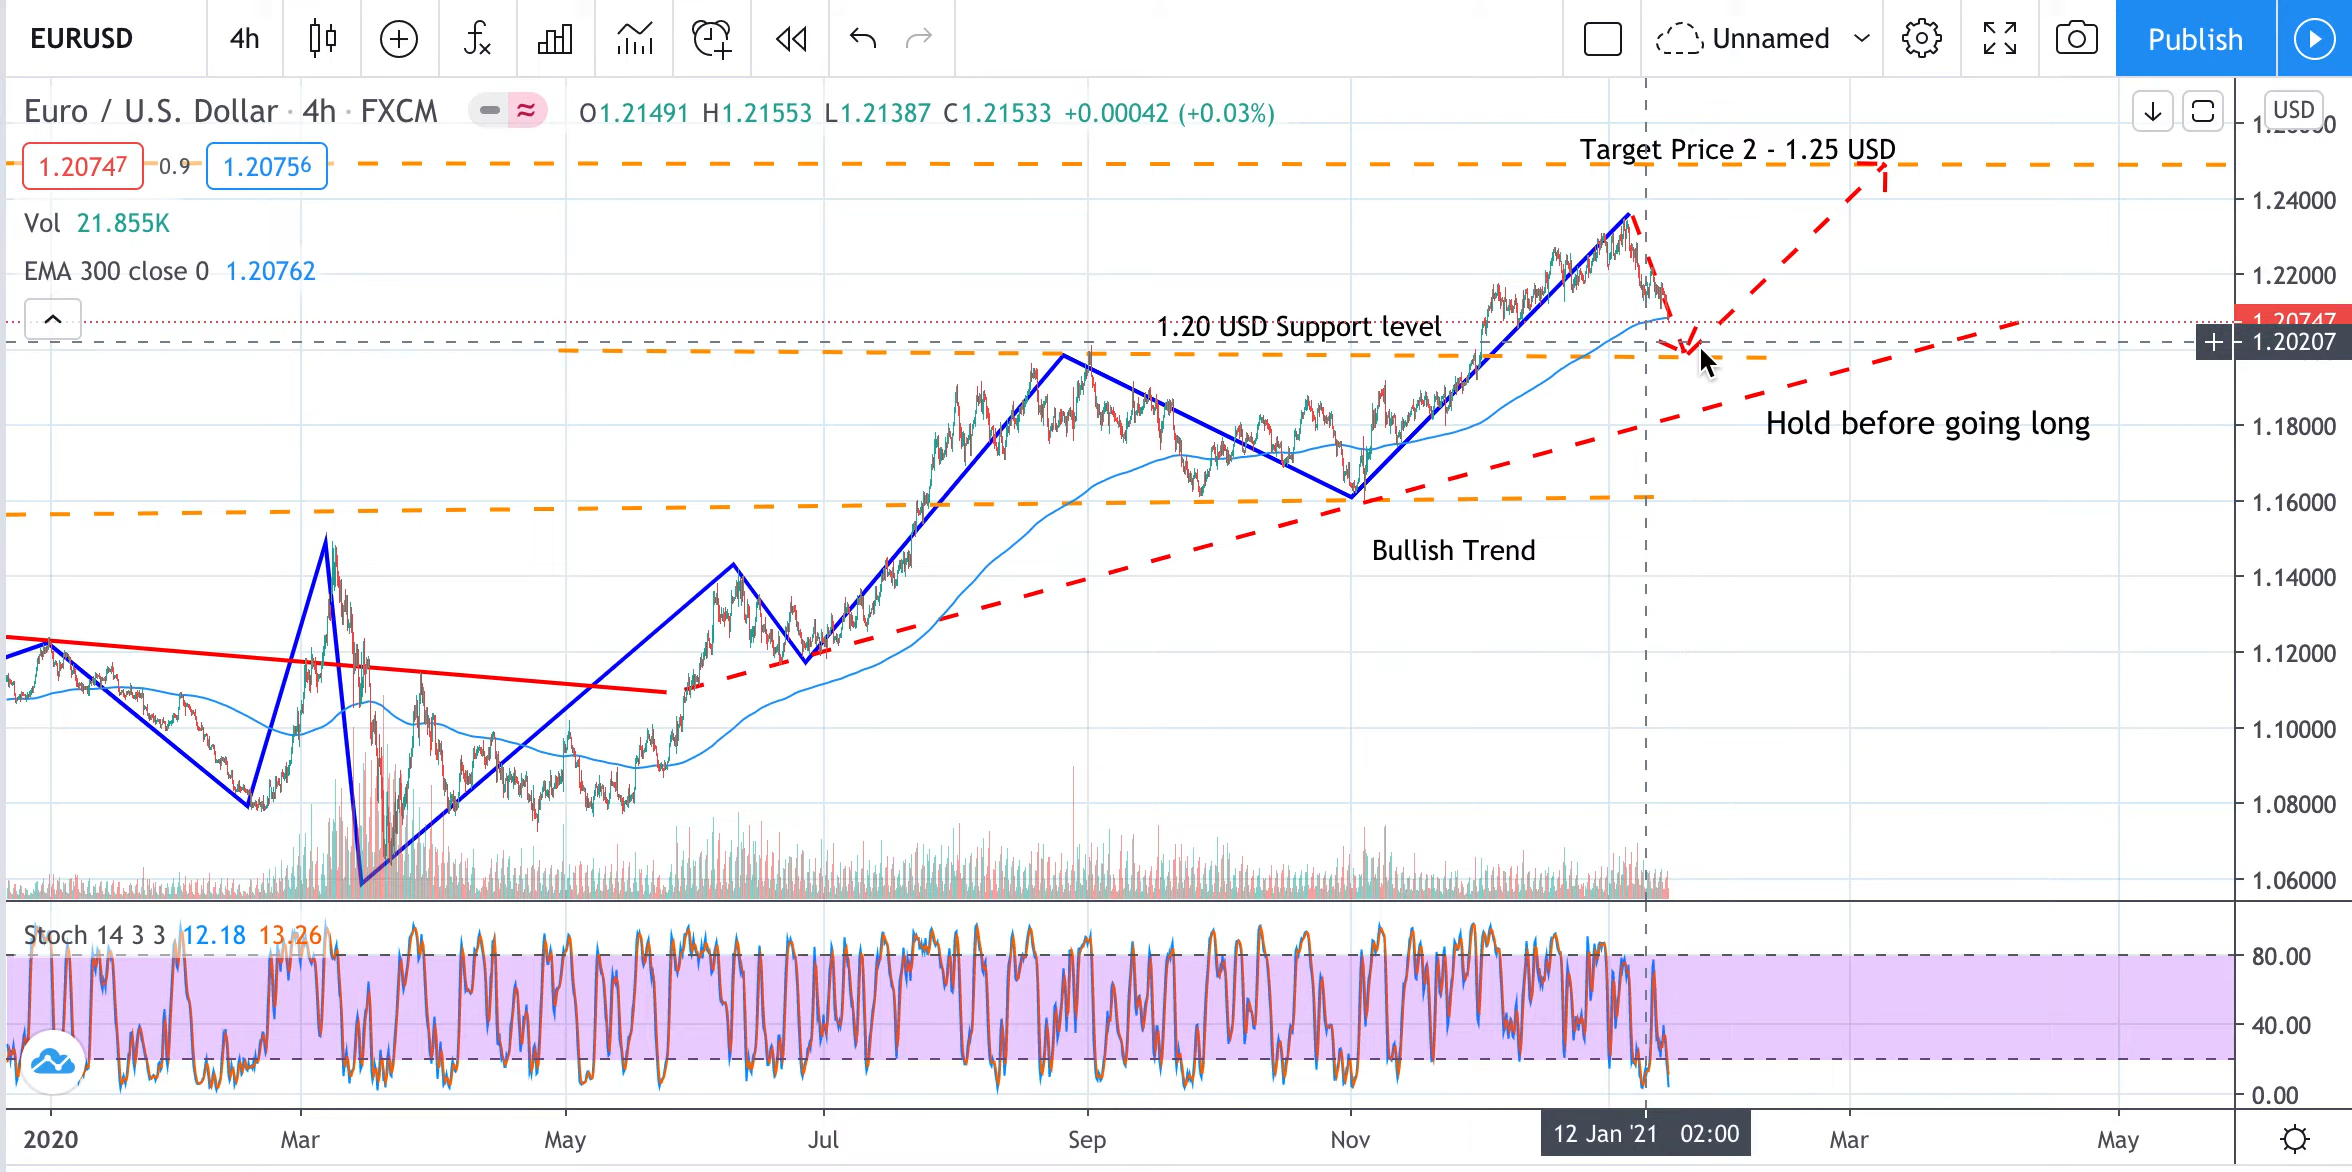 EURUSD 4h Unnamed Publish
Euro / U.S. Dollar · 4h · FXCM O1.21491 H1.21553 L1.21387 C1.21533 +0.00042 (+0.03%) USD
Target Price 2 - 1.25 USD
1.20747 0.9 1.20756
1.24000
Vol 21.855K
EMA 300 close 0 1.20762
1.22000
1.20747
1.20 USD Support level
1.20207
Hold before going long
1.18000
1.16000
Bullish Trend
1.14000
1.12000
1.10000
1.08000
1.06000
Stoch 14 3 3 12.18 13.26
80.00
40.00
0.00
2020 Mar May Jul Sep Nov 12 Jan '21 02:00 Mar May